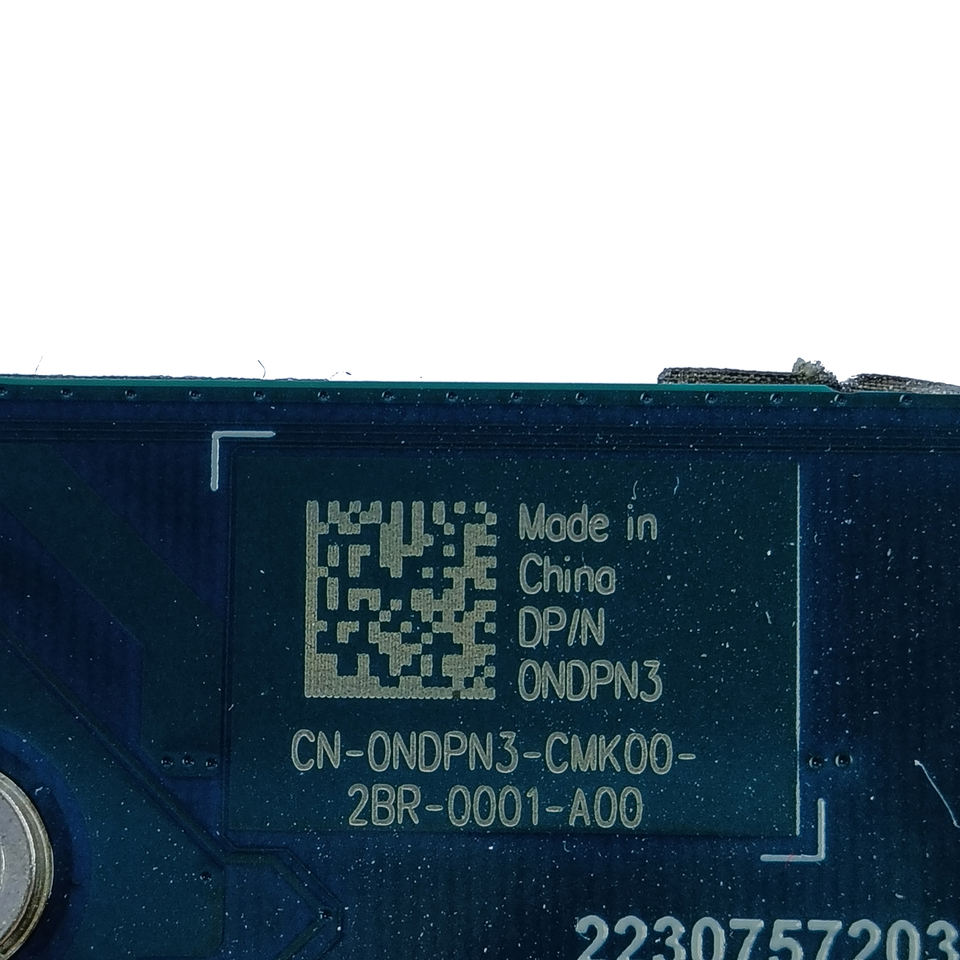 Made in
China
DP/N
0NDPN3
CN-0NDPN3-CMK00-
2BR-0001-A00
2230757203